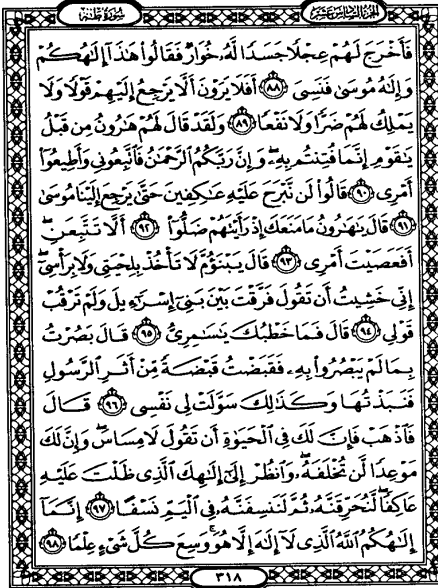 سُورَةُ طه
الجزء السادس عشر
فَأَخْرَجَ لَهُمْ عِجْلًا جَسَدًا لَّهُۥ خُوَارٌ فَقَالُوا۟ هَـٰذَآ إِلَـٰهُكُمْ
وَإِلَـٰهُ مُوسَىٰ فَنَسِىَ ﴿٨٨﴾ أَفَلَا يَرَوْنَ أَلَّا يَرْجِعُ إِلَيْهِمْ قَوْلًا وَلَا
يَمْلِكُ لَهُمْ ضَرًّا وَلَا نَفْعًا ﴿٨٩﴾ وَلَقَدْ قَالَ لَهُمْ هَـٰرُونُ مِن قَبْلُ
يَـٰقَوْمِ إِنَّمَا فُتِنتُم بِهِۦ وَإِنَّ رَبَّكُمُ ٱلرَّحْمَـٰنُ فَٱتَّبِعُونِى وَأَطِيعُوٓا۟
أَمْرِى ﴿٩٠﴾ قَالُوا۟ لَن نَّبْرَحَ عَلَيْهِ عَـٰكِفِينَ حَتَّىٰ يَرْجِعَ إِلَيْنَا مُوسَىٰ
﴿٩١﴾ قَالَ يَـٰهَـٰرُونُ مَا مَنَعَكَ إِذْ رَأَيْتَهُمْ ضَلُّوٓا۟ ﴿٩٢﴾ أَلَّا تَتَّبِعَنِ
أَفَعَصَيْتَ أَمْرِى ﴿٩٣﴾ قَالَ يَبْنَؤُمَّ لَا تَأْخُذْ بِلِحْيَتِى وَلَا بِرَأْسِىٓ
إِنِّى خَشِيتُ أَن تَقُولَ فَرَّقْتَ بَيْنَ بَنِىٓ إِسْرَٰٓءِيلَ وَلَمْ تَرْقُبْ
قَوْلِى ﴿٩٤﴾ قَالَ فَمَا خَطْبُكَ يَـٰسَـٰمِرِىُّ ﴿٩٥﴾ قَالَ بَصُرْتُ
بِمَا لَمْ يَبْصُرُوا۟ بِهِۦ فَقَبَضْتُ قَبْضَةً مِّنْ أَثَرِ ٱلرَّسُولِ
فَنَبَذْتُهَا وَكَذَٰلِكَ سَوَّلَتْ لِى نَفْسِى ﴿٩٦﴾ قَالَ
فَٱذْهَبْ فَإِنَّ لَكَ فِى ٱلْحَيَوٰةِ أَن تَقُولَ لَا مِسَاسَ وَإِنَّ لَكَ
مَوْعِدًا لَّن تُخْلَفَهُۥ وَٱنظُرْ إِلَىٰٓ إِلَـٰهِكَ ٱلَّذِى ظَلْتَ عَلَيْهِ
عَاكِفًا لَّنُحَرِّقَنَّهُۥ ثُمَّ لَنَنسِفَنَّهُۥ فِى ٱلْيَمِّ نَسْفًا ﴿٩٧﴾ إِنَّمَآ
إِلَـٰهُكُمُ ٱللَّهُ ٱلَّذِى لَآ إِلَـٰهَ إِلَّا هُوَ وَسِعَ كُلَّ شَىْءٍ عِلْمًا ﴿٩٨﴾
٣١٨